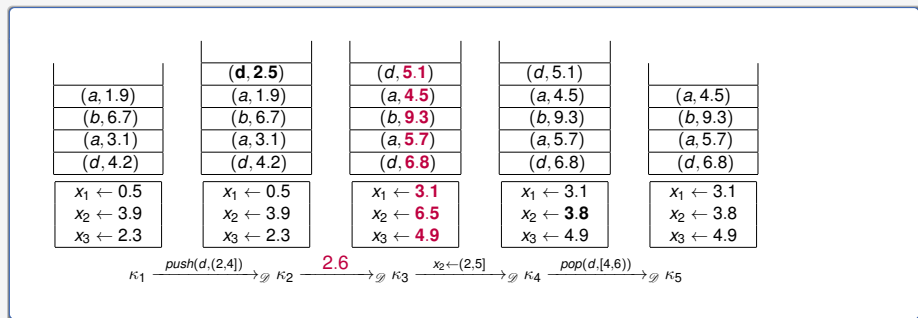 (d, 2.5) (d, 5.1) (d, 5.1)
(a, 1.9) (a, 1.9) (a, 4.5) (a, 4.5) (a, 4.5)
(b, 6.7) (b, 6.7) (b, 9.3) (b, 9.3) (b, 9.3)
(a, 3.1) (a, 3.1) (a, 5.7) (a, 5.7) (a, 5.7)
(d, 4.2) (d, 4.2) (d, 6.8) (d, 6.8) (d, 6.8)
x₁ ← 0.5 x₁ ← 0.5 x₁ ← 3.1 x₁ ← 3.1 x₁ ← 3.1
x₂ ← 3.9 x₂ ← 3.9 x₂ ← 6.5 x₂ ← 3.8 x₂ ← 3.8
x₃ ← 2.3 x₃ ← 2.3 x₃ ← 4.9 x₃ ← 4.9 x₃ ← 4.9
κ₁ push(d,(2,4]) →𝒟 κ₂ 2.6 →𝒟 κ₃ x₂←(2,5] →𝒟 κ₄ pop(d,[4,6)) →𝒟 κ₅